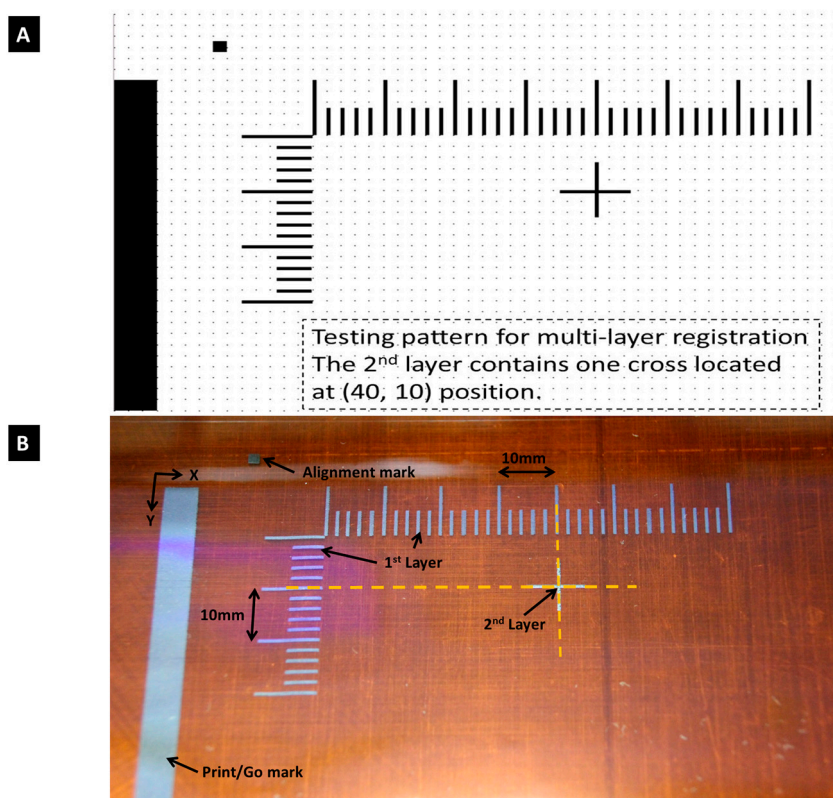 A
Testing pattern for multi-layer registration
The 2nd layer contains one cross located
at (40, 10) position.
B
10mm
X
Alignment mark
Y
1st Layer
10mm
2nd Layer
Print/Go mark